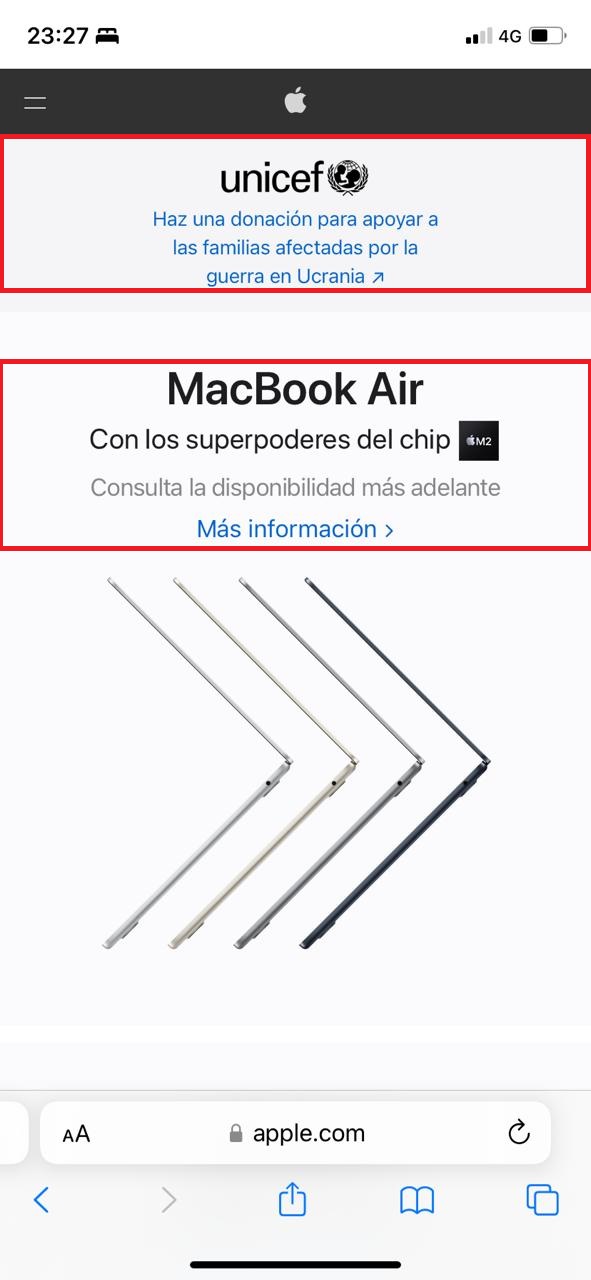 23:27
4G
unicef
Haz una donación para apoyar a
las familias afectadas por la
guerra en Ucrania ↗
MacBook Air
Con los superpoderes del chip M2
Consulta la disponibilidad más adelante
Más información >
AA apple.com